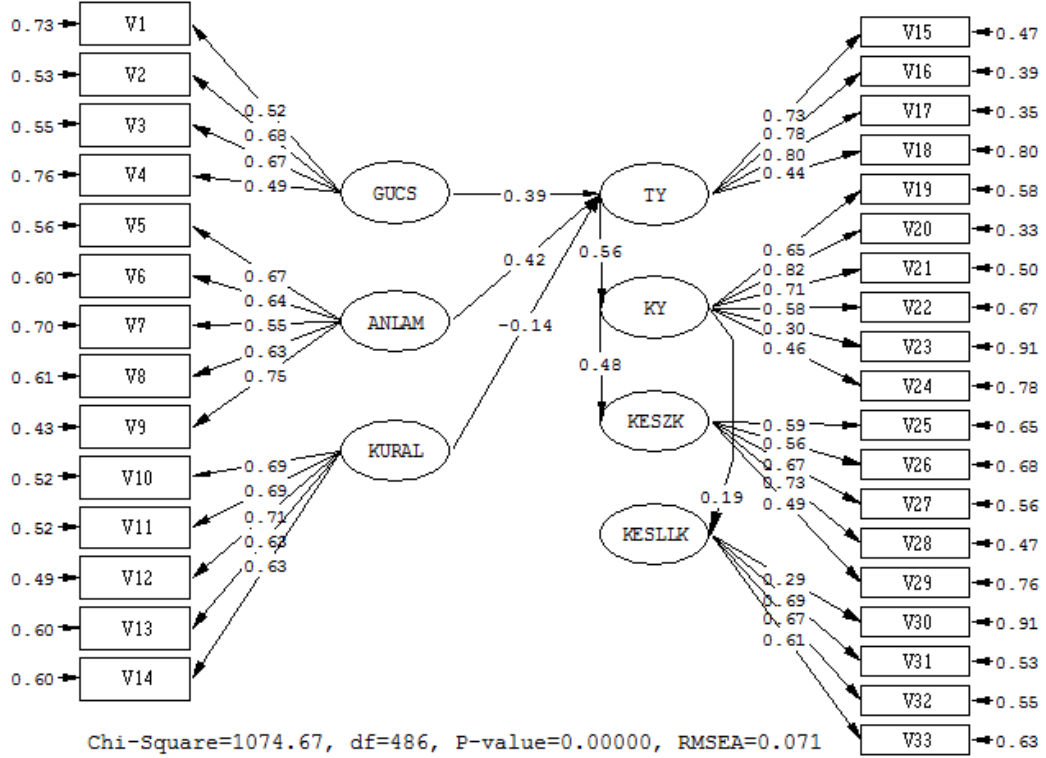 0.73 V1
0.53 V2
0.55 V3
0.76 V4
0.56 V5
0.60 V6
0.70 V7
0.61 V8
0.43 V9
0.52 V10
0.52 V11
0.49 V12
0.60 V13
0.60 V14
0.52
0.68
0.67
0.49
0.67
0.64
0.55
0.63
0.75
0.69
0.69
0.71
0.63
0.63
GUCS
ANLAM
KURAL
0.39
0.42
-0.14
TY
0.56
KY
0.48
KESZK
0.19
KESLLK
0.73
0.78
0.80
0.44
0.65
0.82
0.71
0.58
0.30
0.46
0.59
0.56
0.67
0.73
0.49
0.29
0.69
0.67
0.61
V15 0.47
V16 0.39
V17 0.35
V18 0.80
V19 0.58
V20 0.33
V21 0.50
V22 0.67
V23 0.91
V24 0.78
V25 0.65
V26 0.68
V27 0.56
V28 0.47
V29 0.76
V30 0.91
V31 0.53
V32 0.55
V33 0.63
Chi-Square=1074.67, df=486, P-value=0.00000, RMSEA=0.071